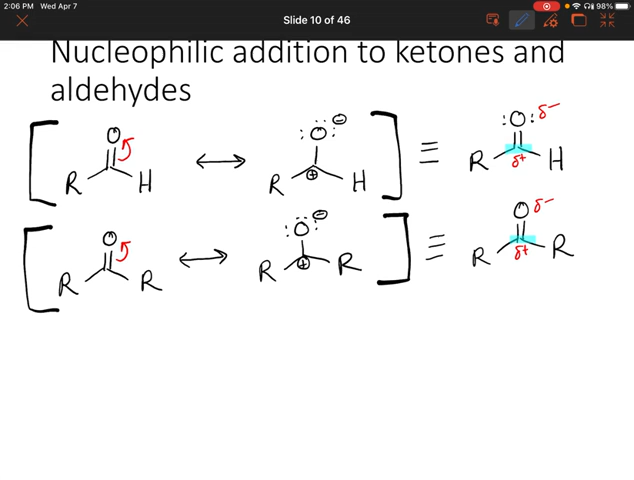 2:06 PM Wed Apr 7
98%
Slide 10 of 46
Nucleophilic addition to ketones and
aldehydes
O R H ↔ :O: ⊖ R ⊕ H ≡ :O: δ− R δ+ H
O R R ↔ :O: ⊖ R ⊕ R ≡ O δ− R δ+ R